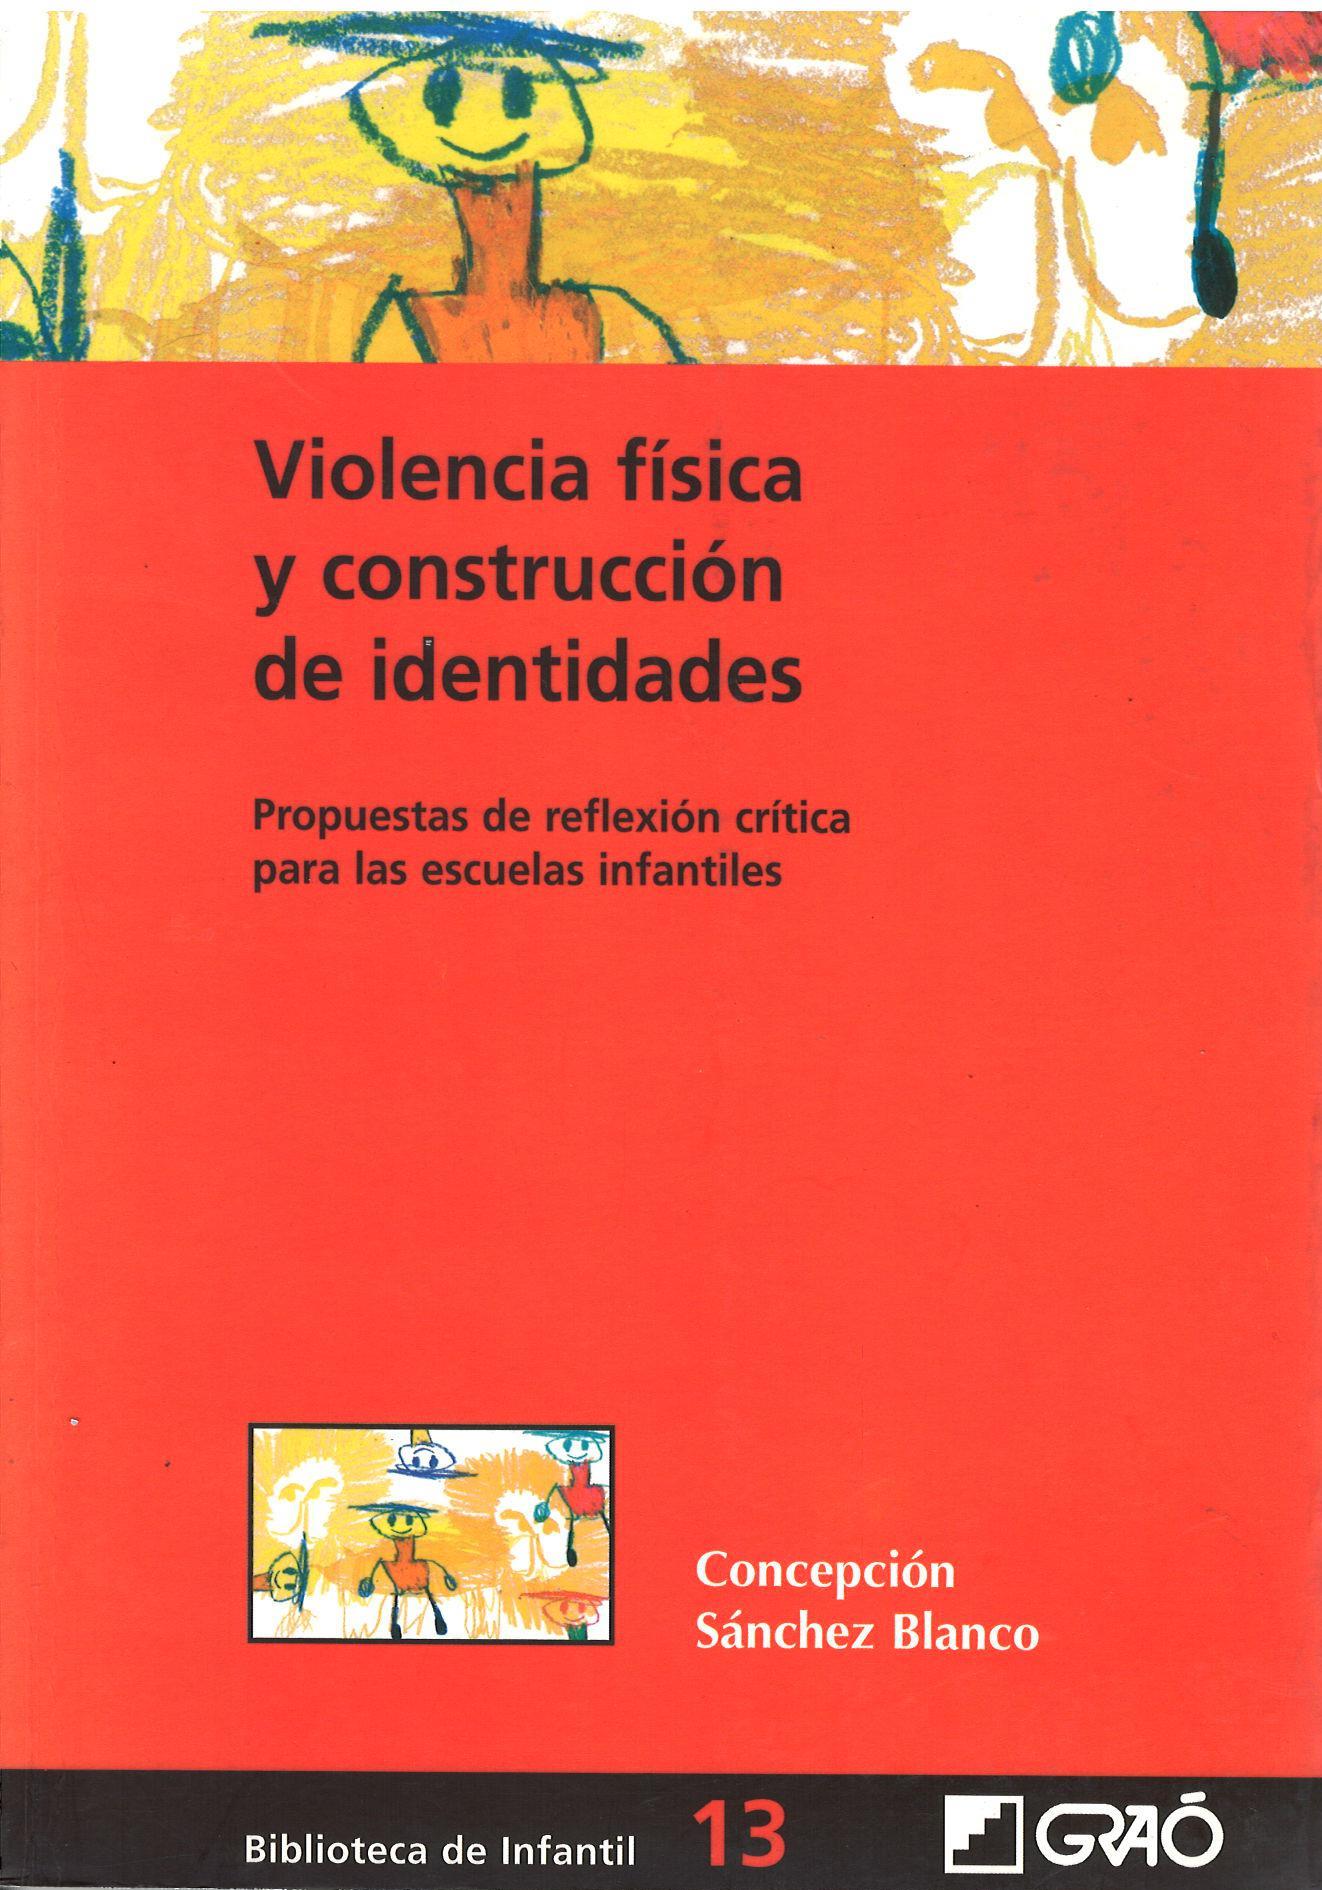 Violencia física
y construcción
de identidades
Propuestas de reflexión crítica
para las escuelas infantiles
Concepción
Sánchez Blanco
Biblioteca de Infantil 13 GRAÓ